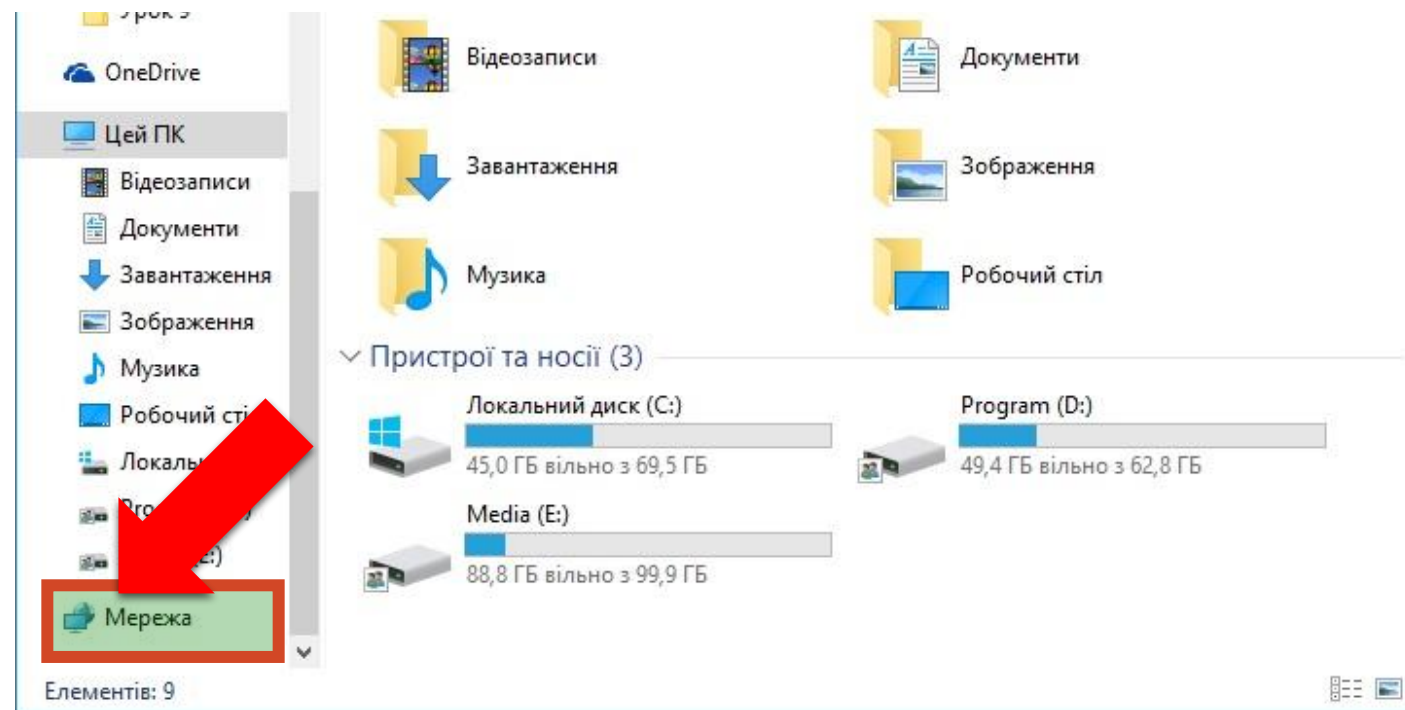 Урок 9
OneDrive
Цей ПК
Відеозаписи
Документи
Завантаження
Зображення
Музика
Робочий
Мережа
Елементів: 9
Відеозаписи
Документи
Завантаження
Зображення
Музика
Робочий стіл
Пристрої та носії (3)
Локальний диск (C:)
45,0 ГБ вільно з 69,5 ГБ
Program (D:)
49,4 ГБ вільно з 62,8 ГБ
Media (E:)
88,8 ГБ вільно з 99,9 ГБ